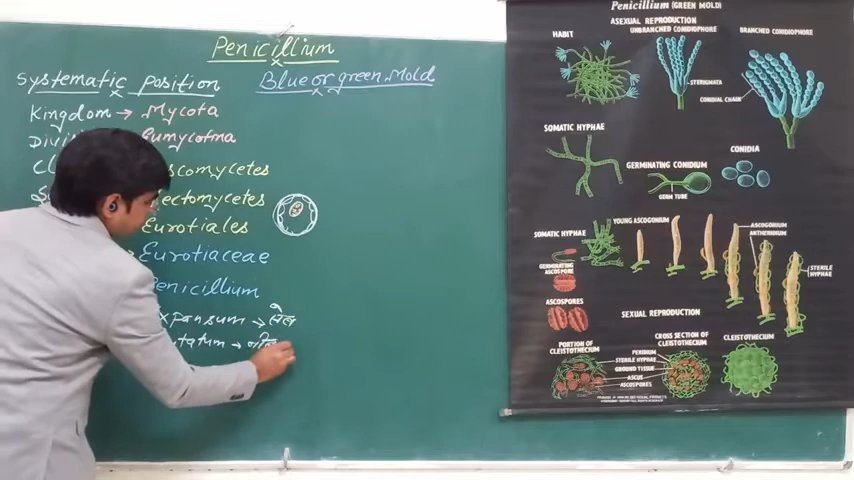 Penicillium
Systematic position
Blue or green Mold
Kingdom → Mycota
Eumycotina
Eurotiales
Eurotiaceae
Penicillium
Penicillium (GREEN MOLD)
ASEXUAL REPRODUCTION
HABIT
UNBRANCHED CONIDIOPHORE
BRANCHED CONIDIOPHORE
STERIGMATA
CONIDIAL CHAIN
SOMATIC HYPHAE
GERMINATING CONIDIUM
CONIDIA
GERM TUBE
SOMATIC HYPHAE
YOUNG ASCOGONIUM
ASCOGONIUM
ANTHERIDIUM
GERMINATING ASCOSPORE
STERILE HYPHAE
ASCOSPORES
SEXUAL REPRODUCTION
PORTION OF CLEISTOTHECIUM
PERIDIUM
STERILE HYPHAE
GROUND TISSUE
ASCUS
ASCOSPORES
CROSS SECTION OF CLEISTOTHECIUM
CLEISTOTHECIUM